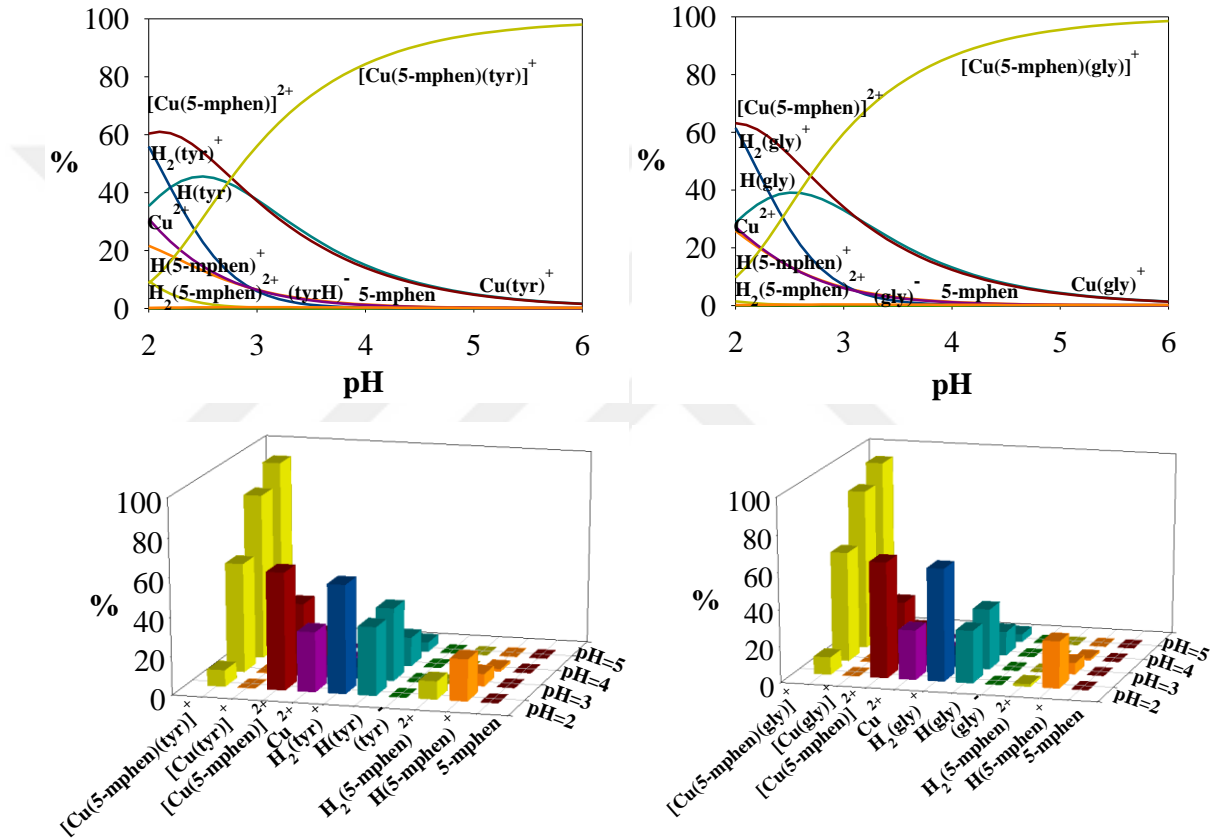 100
80
60
40
20
0
%
[Cu(5-mphen)(tyr)]+
[Cu(5-mphen)]2+
H2(tyr)+
H(tyr)
Cu2+
H(5-mphen)+
H2(5-mphen)2+
(tyrH)-
5-mphen
Cu(tyr)+
2 3 4 5 6
pH
100
80
60
40
20
0
%
[Cu(5-mphen)(gly)]+
[Cu(5-mphen)]2+
H2(gly)+
H(gly)
Cu2+
H(5-mphen)+
H2(5-mphen)2+
(gly)-
5-mphen
Cu(gly)+
2 3 4 5 6
pH
100
80
60
40
20
0
%
pH=5
pH=4
pH=3
pH=2
[Cu(5-mphen)(tyr)]+
[Cu(tyr)]+
[Cu(5-mphen)]2+
Cu2+
H2(tyr)+
H(tyr)
(tyr)-
H2(5-mphen)2+
H(5-mphen)+
5-mphen
100
80
60
40
20
0
%
pH=5
pH=4
pH=3
pH=2
[Cu(5-mphen)(gly)]+
[Cu(gly)]+
[Cu(5-mphen)]2+
Cu2+
H2(gly)+
H(gly)
(gly)-
H2(5-mphen)2+
H(5-mphen)+
5-mphen